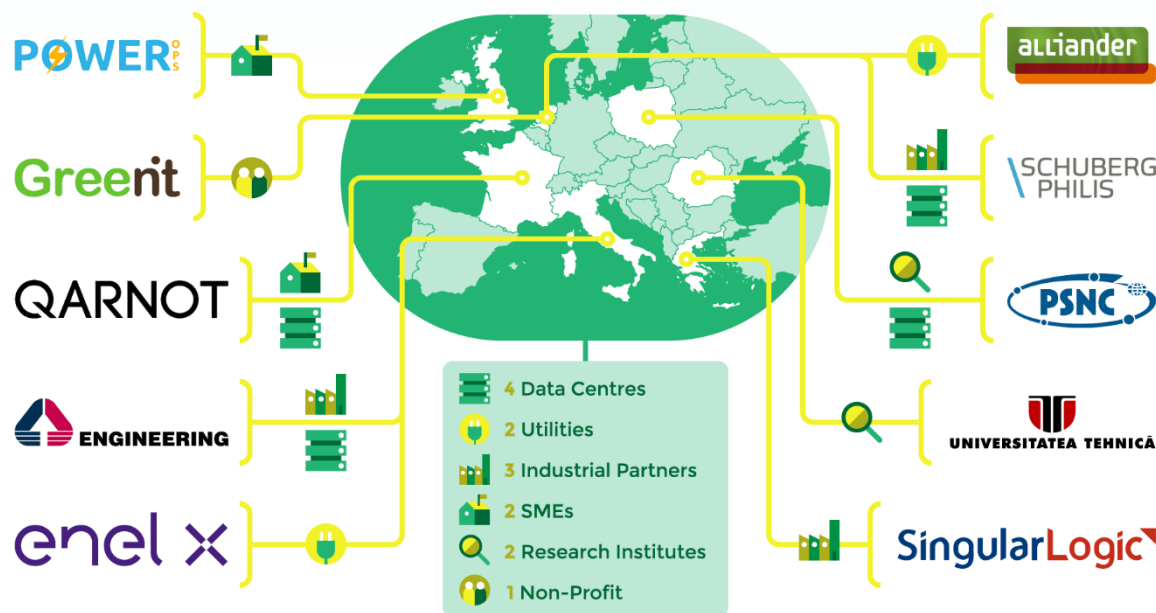 POWER OPS
Greenit
QARNOT
ENGINEERING
enel x
alliander
SCHUBERG
PHILIS
PSNC
UNIVERSITATEA TEHNICĂ
SingularLogic
4 Data Centres
2 Utilities
3 Industrial Partners
2 SMEs
2 Research Institutes
1 Non-Profit